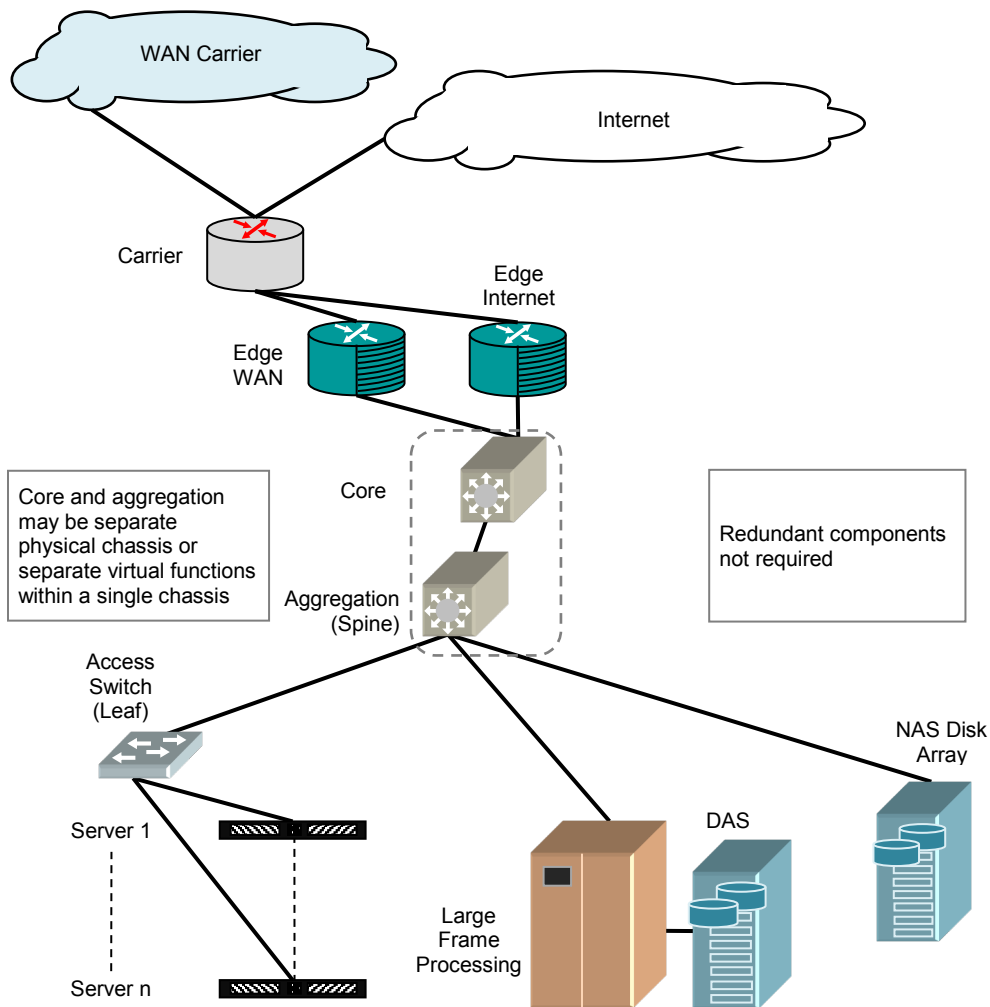 WAN Carrier
Internet
Carrier
Edge
Internet
Edge
WAN
Core
Core and aggregation
may be separate
physical chassis or
separate virtual functions
within a single chassis
Redundant components
not required
Aggregation
(Spine)
Access
Switch
(Leaf)
NAS Disk
Array
Server 1
DAS
Large
Frame
Processing
Server n